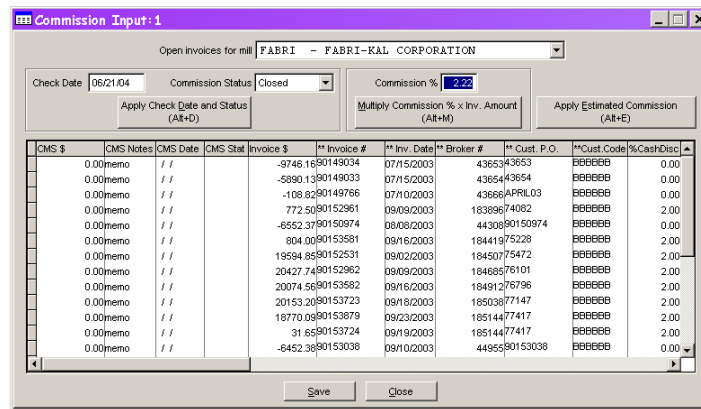 Commission Input:1
Open invoices for mill FABRI - FABRI-KAL CORPORATION
Check Date 06/21/04 Commission Status Closed Commission % 2.22
Apply Check Date and Status (Alt+D) Multiply Commission % x Inv. Amount (Alt+M) Apply Estimated Commission (Alt+E)
CMS $ CMS Notes CMS Date CMS Stat Invoice $ ** Invoice # ** Inv. Date ** Broker # ** Cust. P.O. **Cust.Code %CashDisc
0.00 memo / / -9746.16 90149034 07/15/2003 43653 43653 BBBBBB 0.00
0.00 memo / / -5890.13 90149033 07/15/2003 43654 43654 BBBBBB 0.00
0.00 memo / / -108.82 90149766 07/10/2003 43666 APRIL03 BBBBBB 0.00
0.00 memo / / 772.50 90152961 09/09/2003 183896 74082 BBBBBB 2.00
0.00 memo / / -6552.37 90150974 08/08/2003 44308 90150974 BBBBBB 0.00
0.00 memo / / 804.00 90153581 09/16/2003 184419 75228 BBBBBB 2.00
0.00 memo / / 19594.85 90152531 09/02/2003 184507 75472 BBBBBB 2.00
0.00 memo / / 20427.74 90152962 09/09/2003 184685 76101 BBBBBB 2.00
0.00 memo / / 20074.56 90153582 09/16/2003 184912 76796 BBBBBB 2.00
0.00 memo / / 20153.20 90153723 09/18/2003 185038 77147 BBBBBB 2.00
0.00 memo / / 18770.09 90153879 09/23/2003 185144 77417 BBBBBB 2.00
0.00 memo / / 31.65 90153724 09/19/2003 185144 77417 BBBBBB 2.00
0.00 memo / / -6452.38 90153038 09/10/2003 44955 90153038 BBBBBB 0.00
Save Close